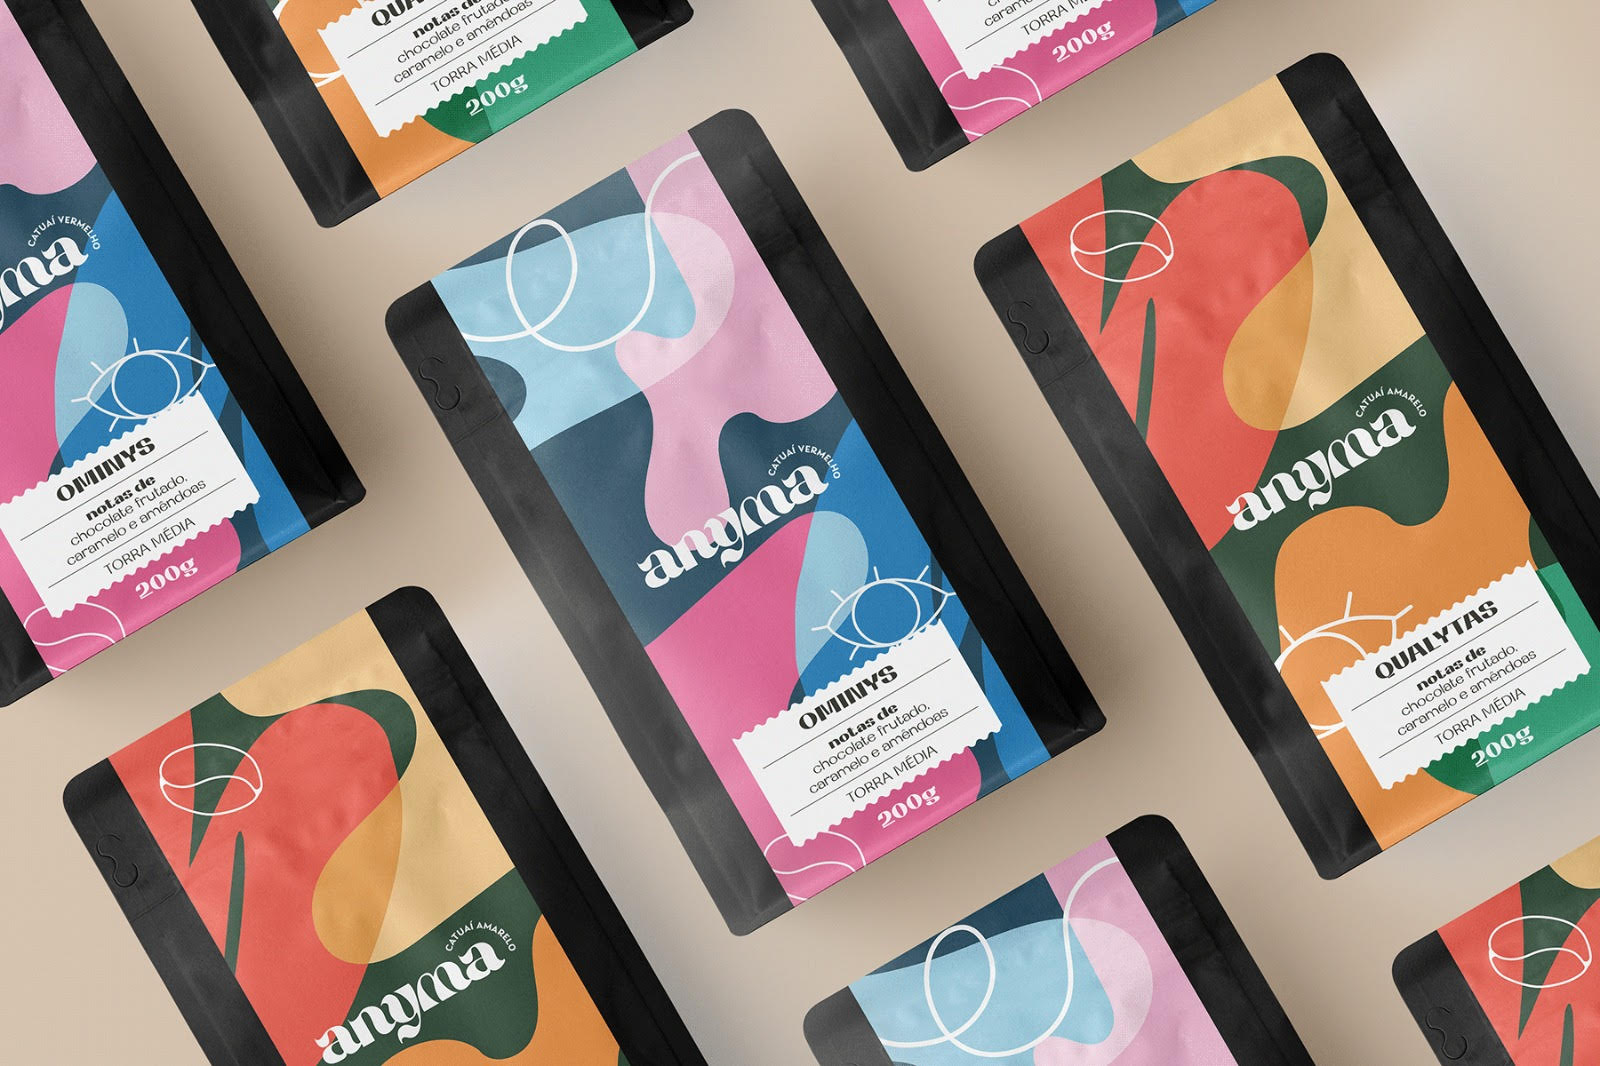 notas de
chocolate frutado,
caramelo e amêndoas
TORRA MÉDIA
200g
TORRA MÉDIA
200g
CATUAÍ VERMELHO
OMINYS
notas de
chocolate frutado,
caramelo e amêndoas
TORRA MÉDIA
200g
CATUAÍ VERMELHO
anyma
OMINYS
notas de
chocolate frutado,
caramelo e amêndoas
TORRA MÉDIA
200g
CATUAÍ AMARELO
anyma
QUALYTAS
notas de
chocolate frutado,
caramelo e amêndoas
TORRA MÉDIA
200g
CATUAÍ AMARELO
anyma